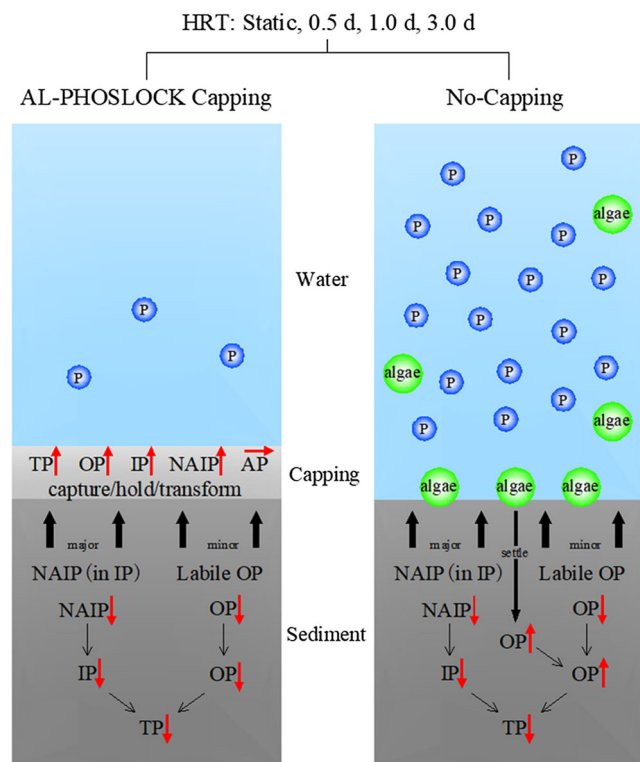 HRT: Static, 0.5 d, 1.0 d, 3.0 d
AL-PHOSLOCK Capping
No-Capping
Water
Capping
Sediment
P
P
P
TP OP IP NAIP AP
capture/hold/transform
major
minor
NAIP (in IP)
Labile OP
NAIP
OP
IP
OP
TP
P
P
algae
P
P
P
P
P
P
P
P
P
algae
P
P
P
P
algae
P
P
algae
algae
algae
major
settle
minor
NAIP (in IP)
Labile OP
NAIP
OP
OP
IP
OP
TP